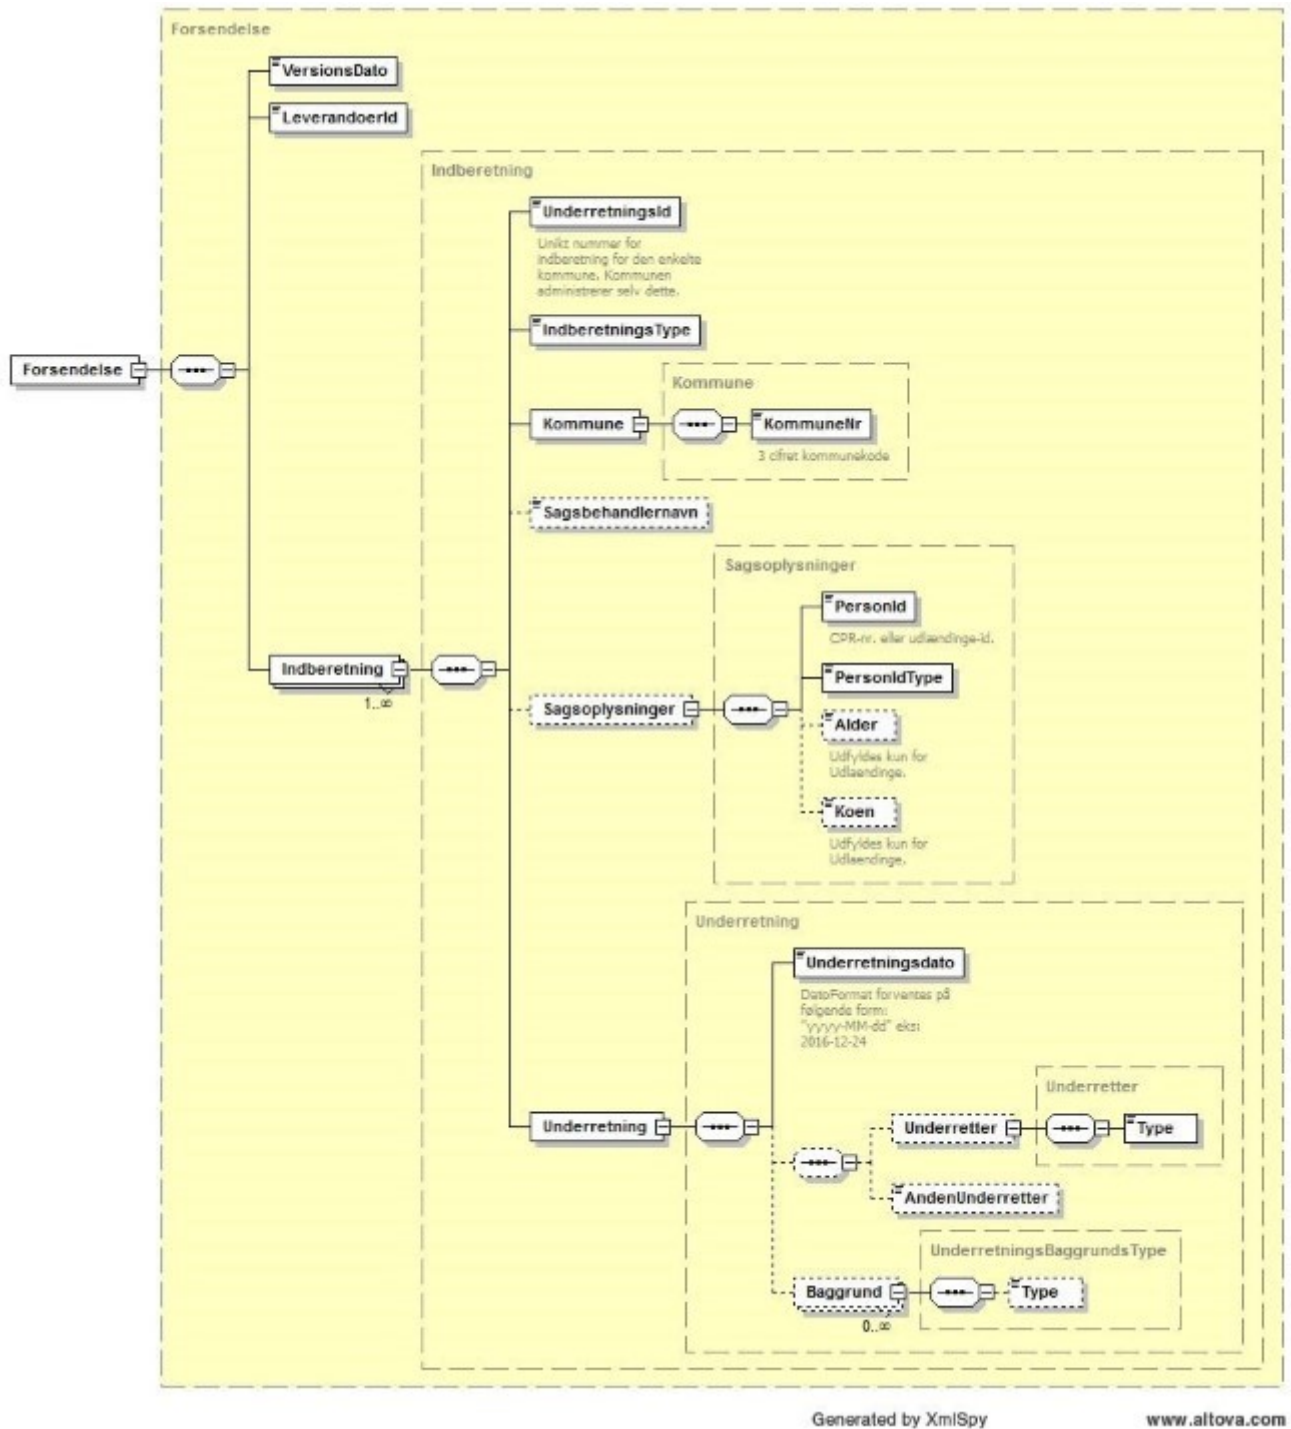 Forsendelse
VersionsDato
LeverandoerId
Indberetning
UnderretningsId
Unikt nummer for
indberetning for den enkelte
kommune. Kommunen
administrerer selv dette.
IndberetningsType
Forsendelse
Kommune
Kommune
KommuneNr
3 cifret kommunekode
Sagsbehandlernavn
Sagsoplysninger
PersonId
CPR-nr. eller udlændinge-id.
Indberetning
1..∞
PersonIdType
Sagsoplysninger
Alder
Udfyldes kun for
Udlaendinge.
Koen
Udfyldes kun for
Udlaendinge.
Underretning
Underretningsdato
DatoFormat forventes på
følgende form:
"yyyy-MM-dd" eks:
2016-12-24
Underretter
Underretning
Underretter
Type
AndenUnderretter
UnderretningsBaggrundsType
Baggrund
Type
0..∞
Generated by XmlSpy
www.altova.com